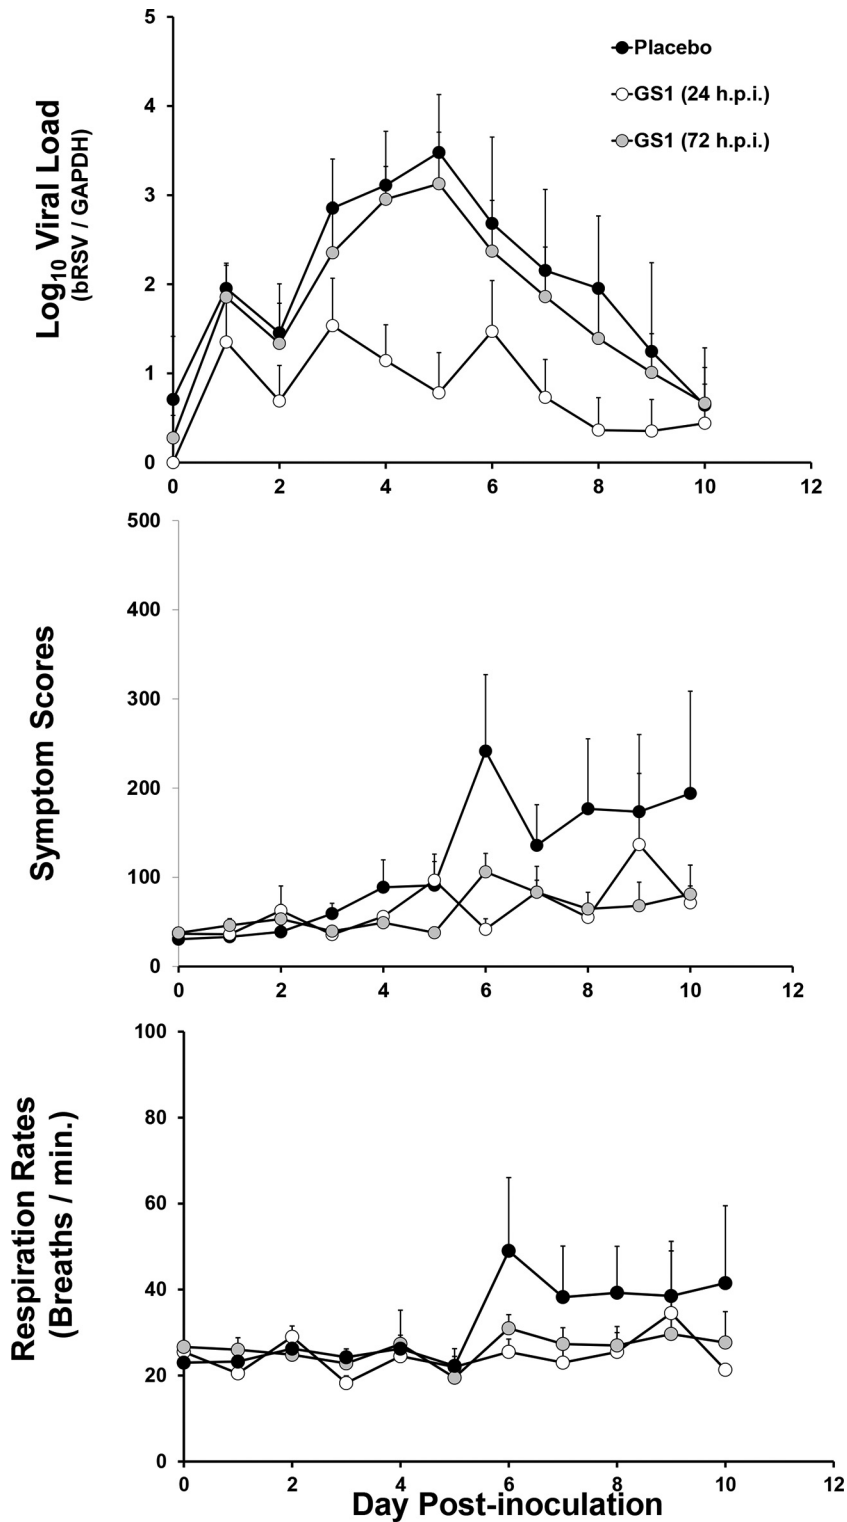 5
Placebo
GS1 (24 h.p.i.)
4
GS1 (72 h.p.i.)
3
Log10 Viral Load
(bRSV / GAPDH)
2
1
0
0 2 4 6 8 10 12
500
400
300
Symptom Scores
200
100
0
0 2 4 6 8 10 12
100
80
60
Respiration Rates
(Breaths / min.)
40
20
0
0 2 4 6 8 10 12
Day Post-inoculation